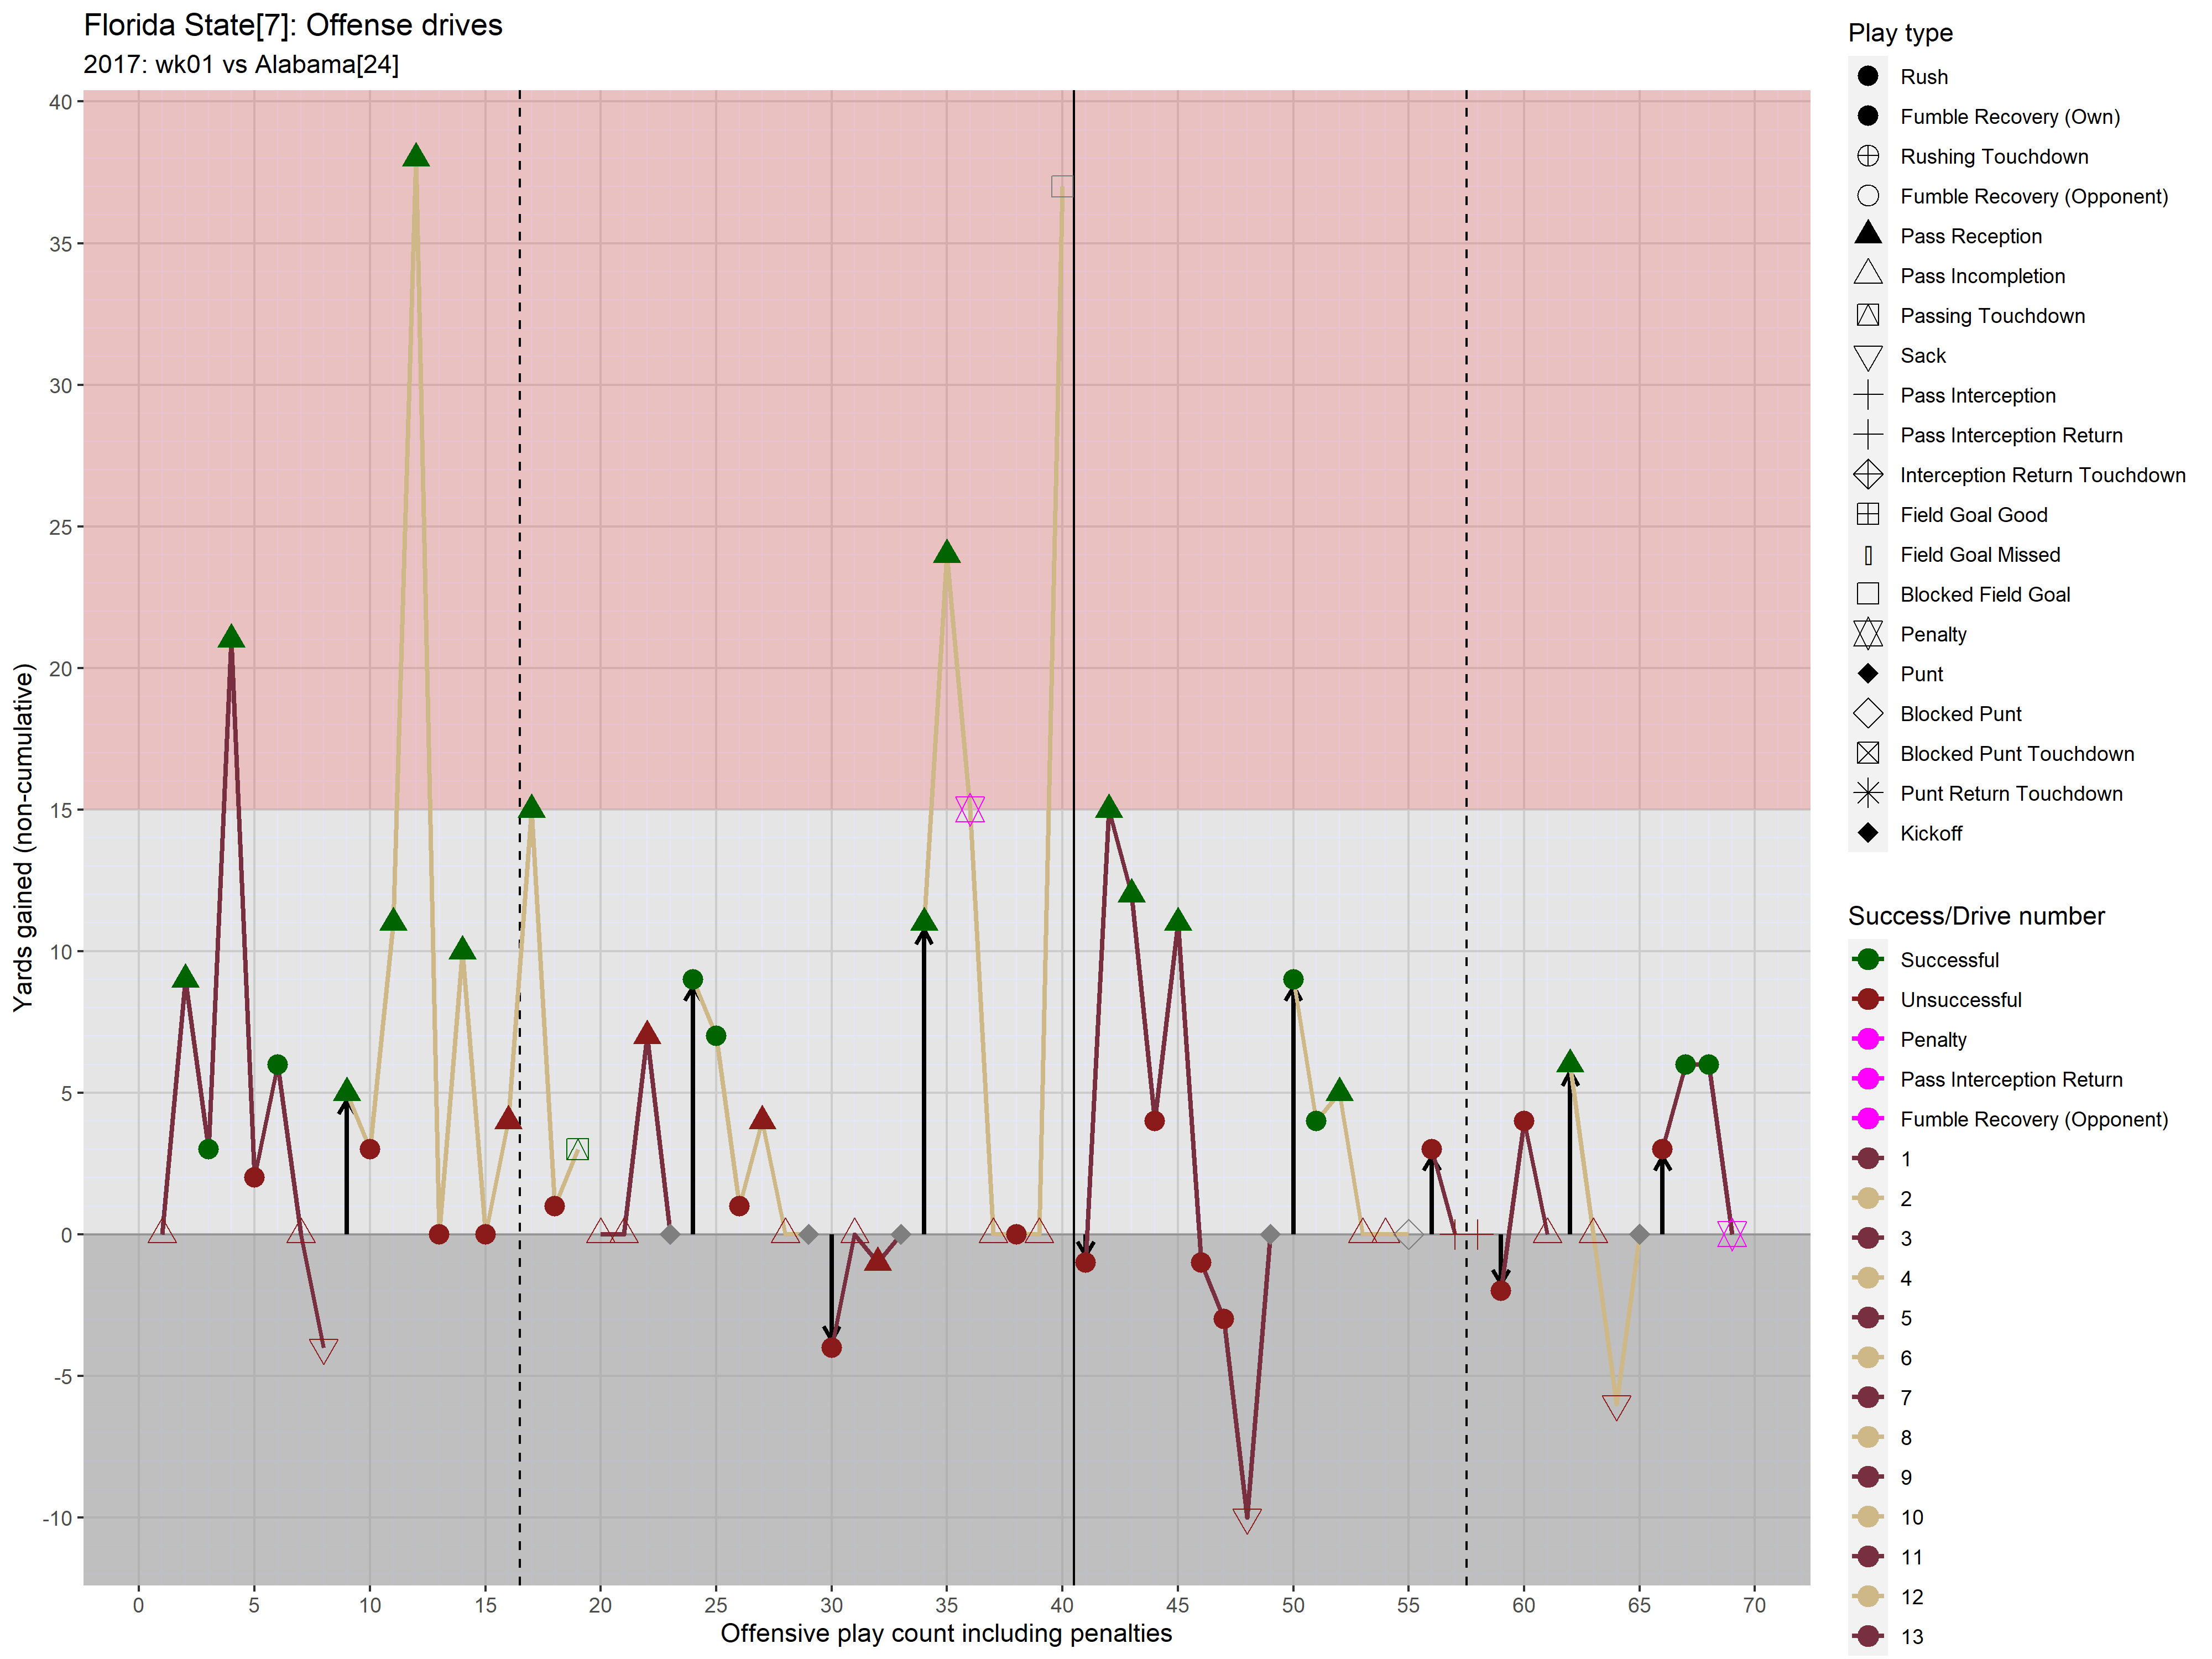 Florida State[7]: Offense drives
2017: wk01 vs Alabama[24]
Yards gained (non-cumulative)
40
35
30
25
20
15
10
5
0
-5
-10
0 5 10 15 20 25 30 35 40 45 50 55 60 65 70
Offensive play count including penalties
Play type
Rush
Fumble Recovery (Own)
Rushing Touchdown
Fumble Recovery (Opponent)
Pass Reception
Pass Incompletion
Passing Touchdown
Sack
Pass Interception
Pass Interception Return
Interception Return Touchdown
Field Goal Good
Field Goal Missed
Blocked Field Goal
Penalty
Punt
Blocked Punt
Blocked Punt Touchdown
Punt Return Touchdown
Kickoff
Success/Drive number
Successful
Unsuccessful
Penalty
Pass Interception Return
Fumble Recovery (Opponent)
1
2
3
4
5
6
7
8
9
10
11
12
13